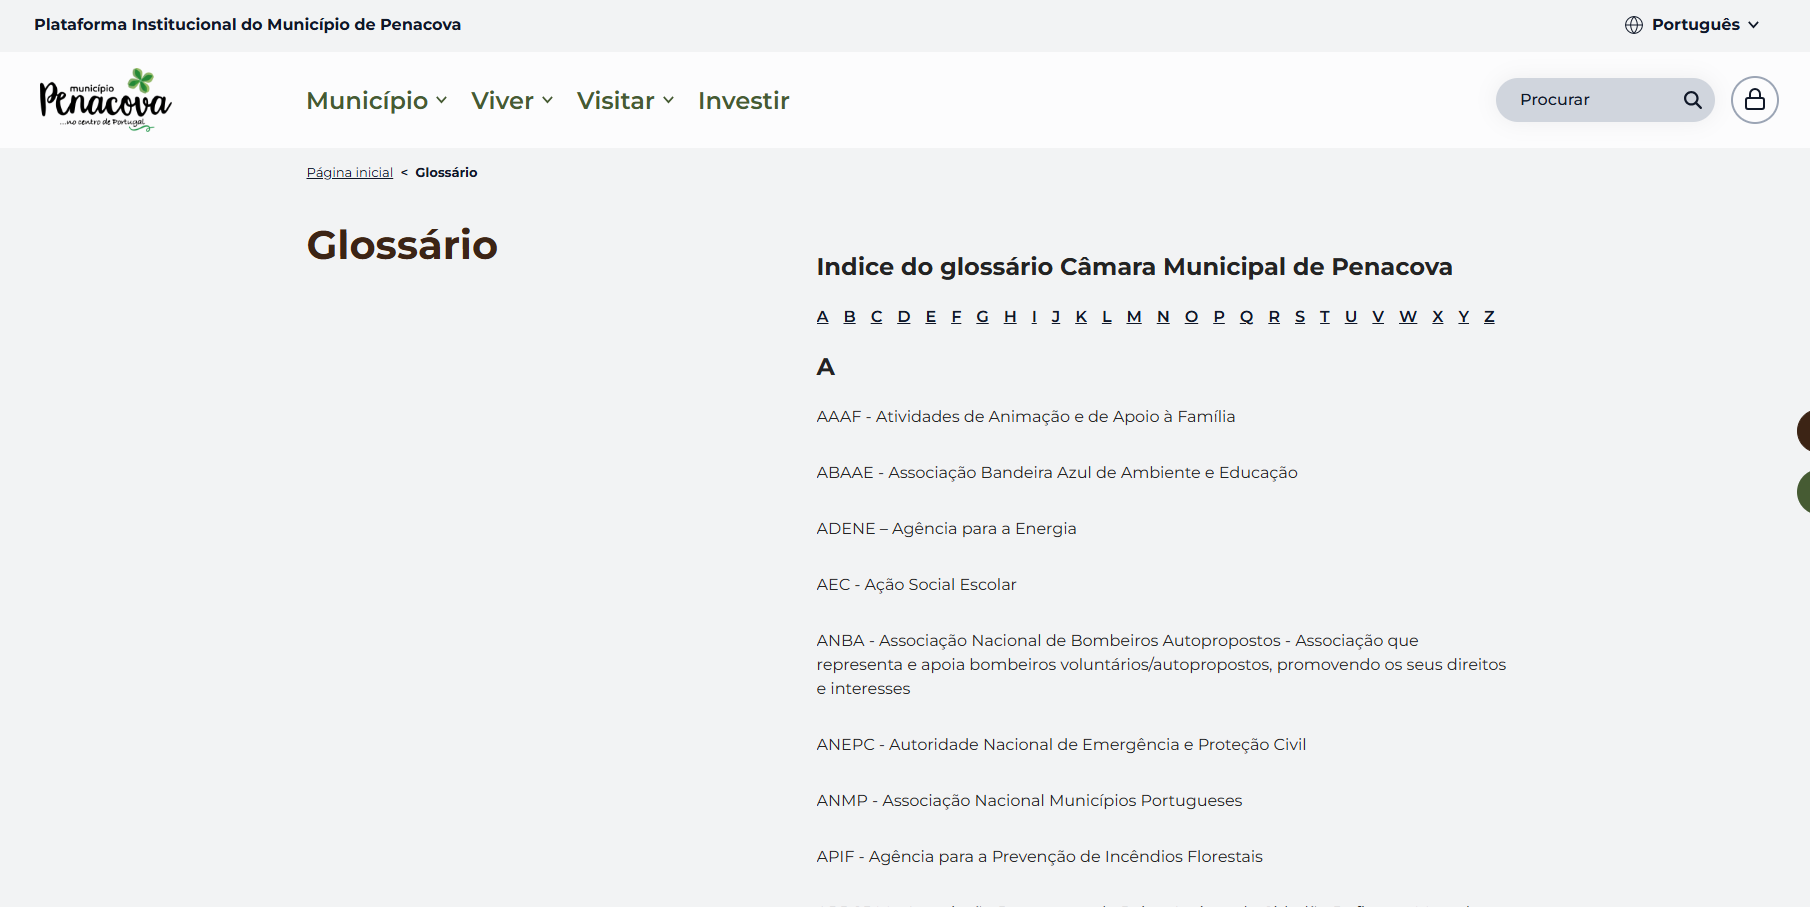 Plataforma Institucional do Município de Penacova
Português
município
Penacova
...no centro de Portugal
Município
Viver
Visitar
Investir
Procurar
Página inicial < Glossário
Glossário
Indice do glossário Câmara Municipal de Penacova
A B C D E F G H I J K L M N O P Q R S T U V W X Y Z
A
AAAF - Atividades de Animação e de Apoio à Família
ABAAE - Associação Bandeira Azul de Ambiente e Educação
ADENE – Agência para a Energia
AEC - Ação Social Escolar
ANBA - Associação Nacional de Bombeiros Autopropostos - Associação que
representa e apoia bombeiros voluntários/autopropostos, promovendo os seus direitos
e interesses
ANEPC - Autoridade Nacional de Emergência e Proteção Civil
ANMP - Associação Nacional Municípios Portugueses
APIF - Agência para a Prevenção de Incêndios Florestais